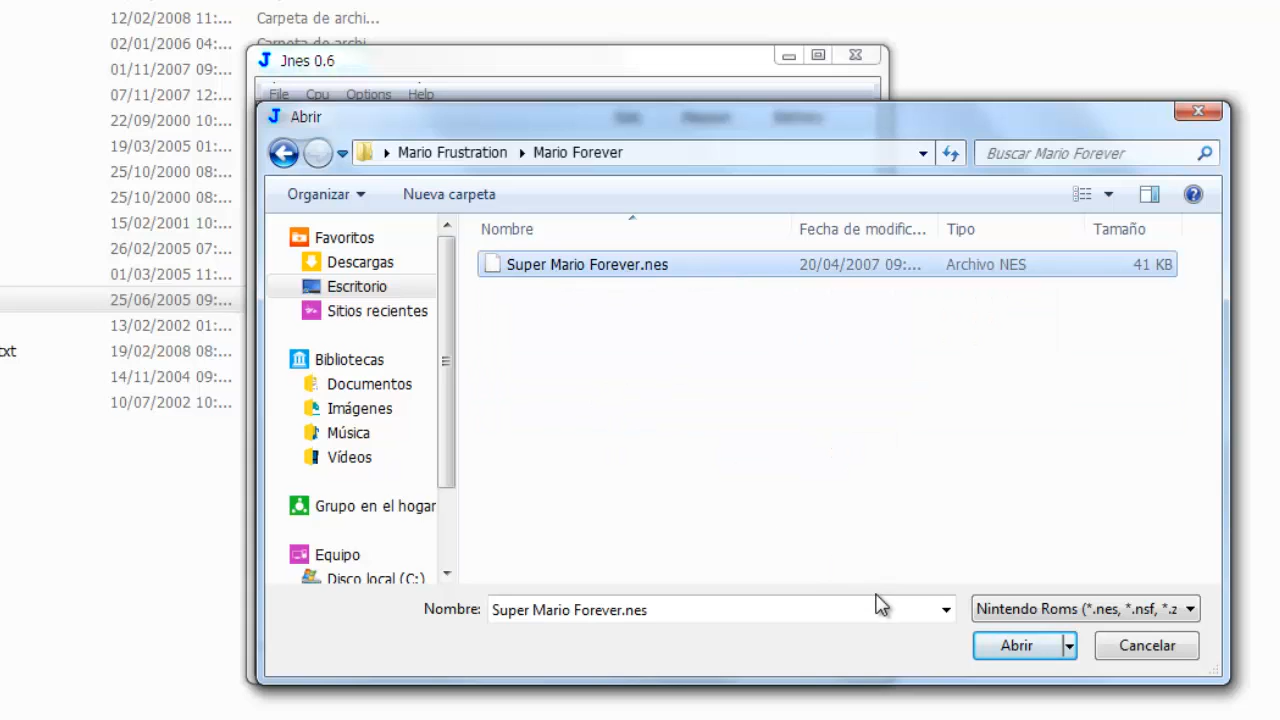 12/02/2008 11:... Carpeta de archi...
02/01/2006 04:... Carpeta de archi
01/11/2007 09:...
07/11/2007 12:...
22/09/2000 10:...
19/03/2005 01:...
25/10/2000 08:...
25/10/2000 08:...
15/02/2001 10:...
26/02/2005 07:...
01/03/2005 11:...
25/06/2005 09:...
13/02/2002 01:...
txt 19/02/2008 08:...
14/11/2004 09:...
10/07/2002 10:...
Jnes 0.6
File Cpu Options Help
Abrir
Mario Frustration Mario Forever
Buscar Mario Forever
Organizar Nueva carpeta
Favoritos
Descargas
Escritorio
Sitios recientes
Bibliotecas
Documentos
Imágenes
Música
Vídeos
Grupo en el hogar
Equipo
Disco local (C:)
Nombre Fecha de modific... Tipo Tamaño
Super Mario Forever.nes 20/04/2007 09:... Archivo NES 41 KB
Nombre: Super Mario Forever.nes Nintendo Roms (*.nes, *.nsf, *.z
Abrir Cancelar